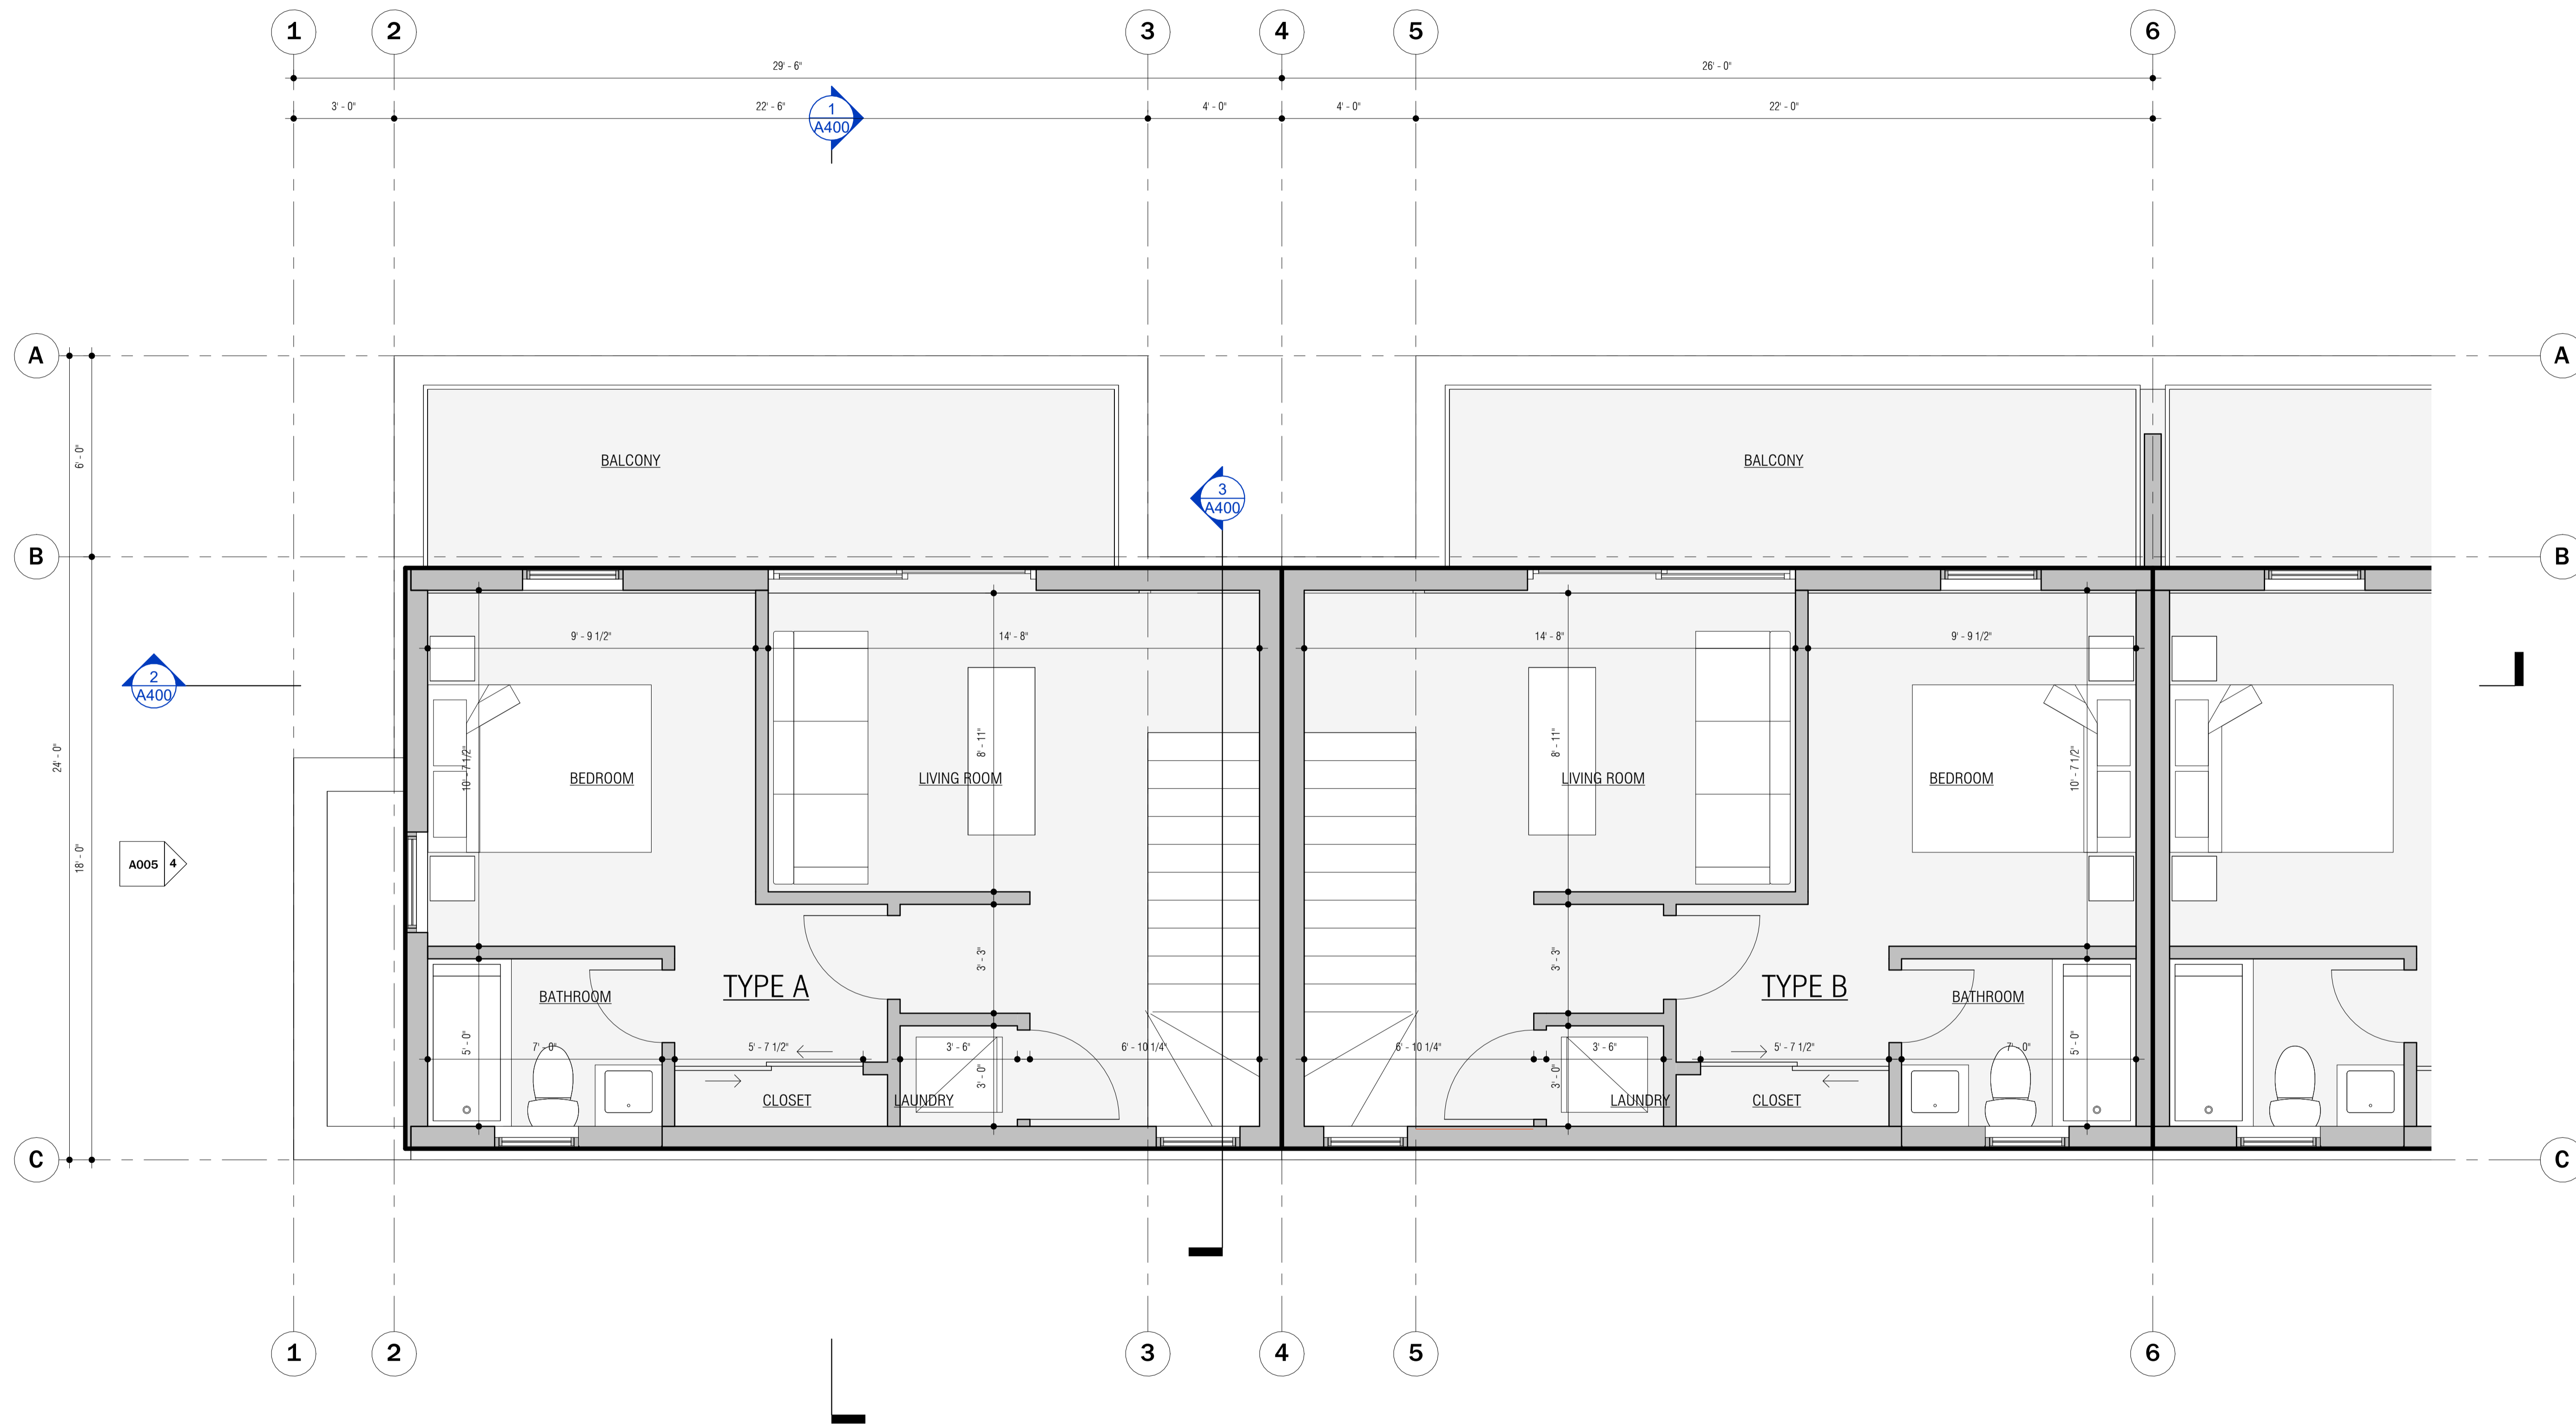 1 2 3 4 5 6
29' - 6" 26' - 0"
3' - 0" 22' - 6" 4' - 0" 4' - 0" 22' - 0"
1
A400
A A
6' - 0"
BALCONY BALCONY
3
A400
B B
9' - 9 1/2" 14' - 8" 14' - 8" 9' - 9 1/2"
2
A400
24' - 0"
10' - 7 1/2" 8' - 11" 8' - 11" 10' - 7 1/2"
BEDROOM LIVING ROOM LIVING ROOM BEDROOM
A005 4
18' - 0"
3' - 3" 3' - 3"
TYPE A TYPE B
BATHROOM BATHROOM
5' - 0" 5' - 0"
7' - 0" 5' - 7 1/2" 3' - 6" 6' - 10 1/4" 6' - 10 1/4" 3' - 6" 5' - 7 1/2" 7' - 0"
3' - 0" 3' - 0"
CLOSET LAUNDRY LAUNDRY CLOSET
C C
1 2 3 4 5 6